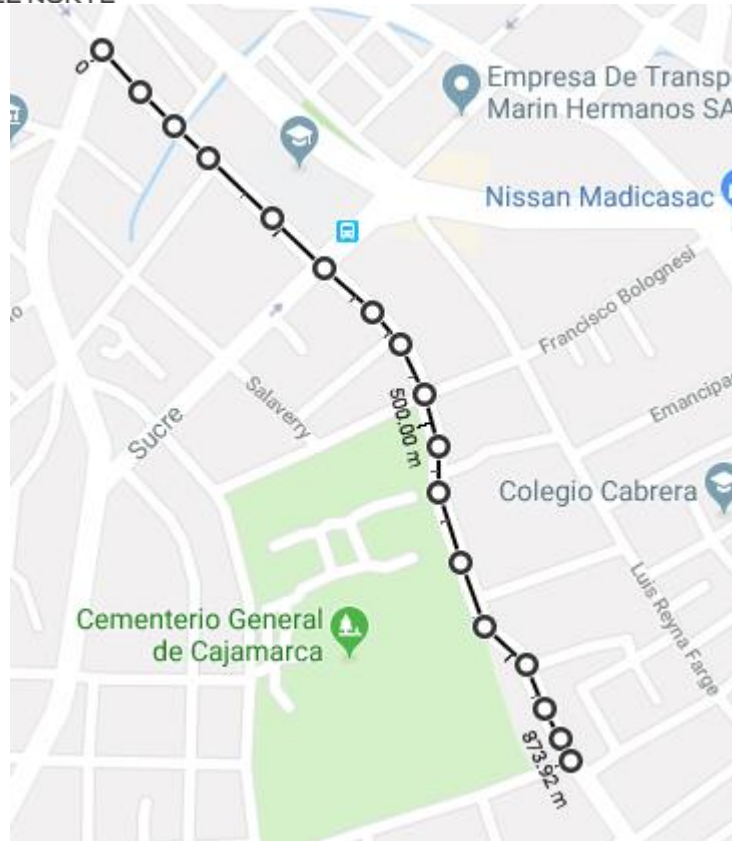 0
Empresa De Transp
Marin Hermanos SA
Nissan Madicasac
Francisco Bolognesi
Salaverry
500.00 m
Emancipa
Sucre
Colegio Cabrera
Luis Reyna Farge
Cementerio General
de Cajamarca
873.92 m